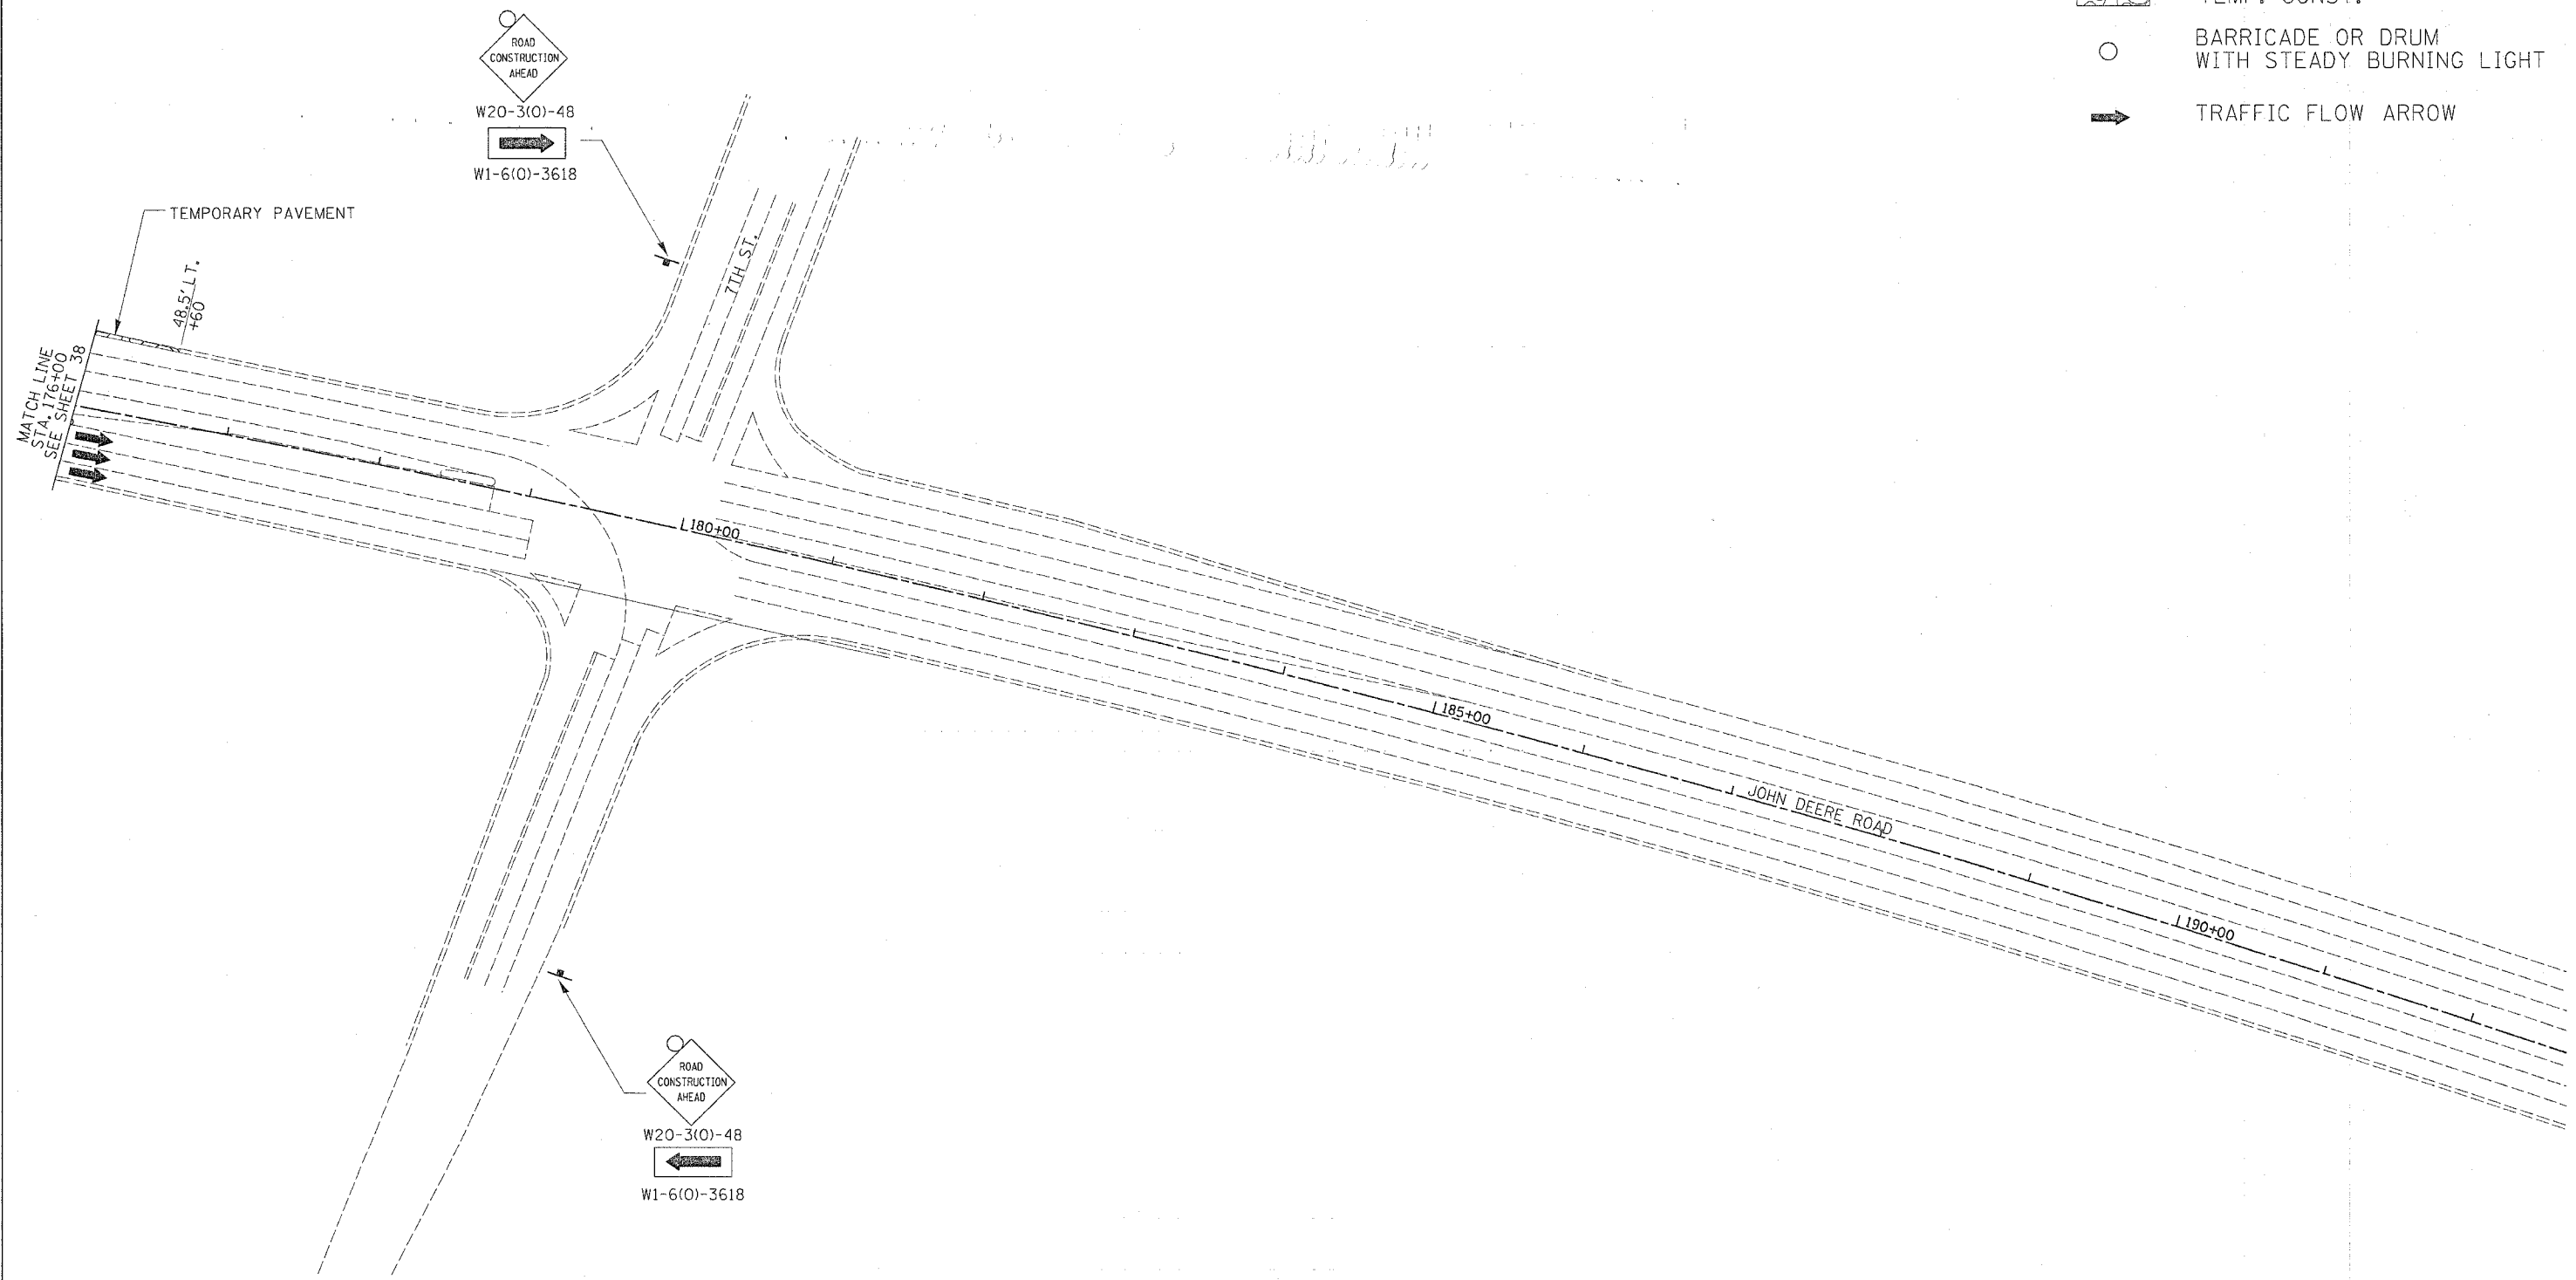 TEMP. CONST.
BARRICADE OR DRUM
WITH STEADY BURNING LIGHT
TRAFFIC FLOW ARROW
ROAD
CONSTRUCTION
AHEAD
W20-3(O)-48
W1-6(O)-3618
TEMPORARY PAVEMENT
48.5' LT.
+60
7TH ST.
MATCH LINE
STA. 176+00
SEE SHEET 38
180+00
185+00
JOHN DEERE ROAD
190+00
ROAD
CONSTRUCTION
AHEAD
W20-3(O)-48
W1-6(O)-3618